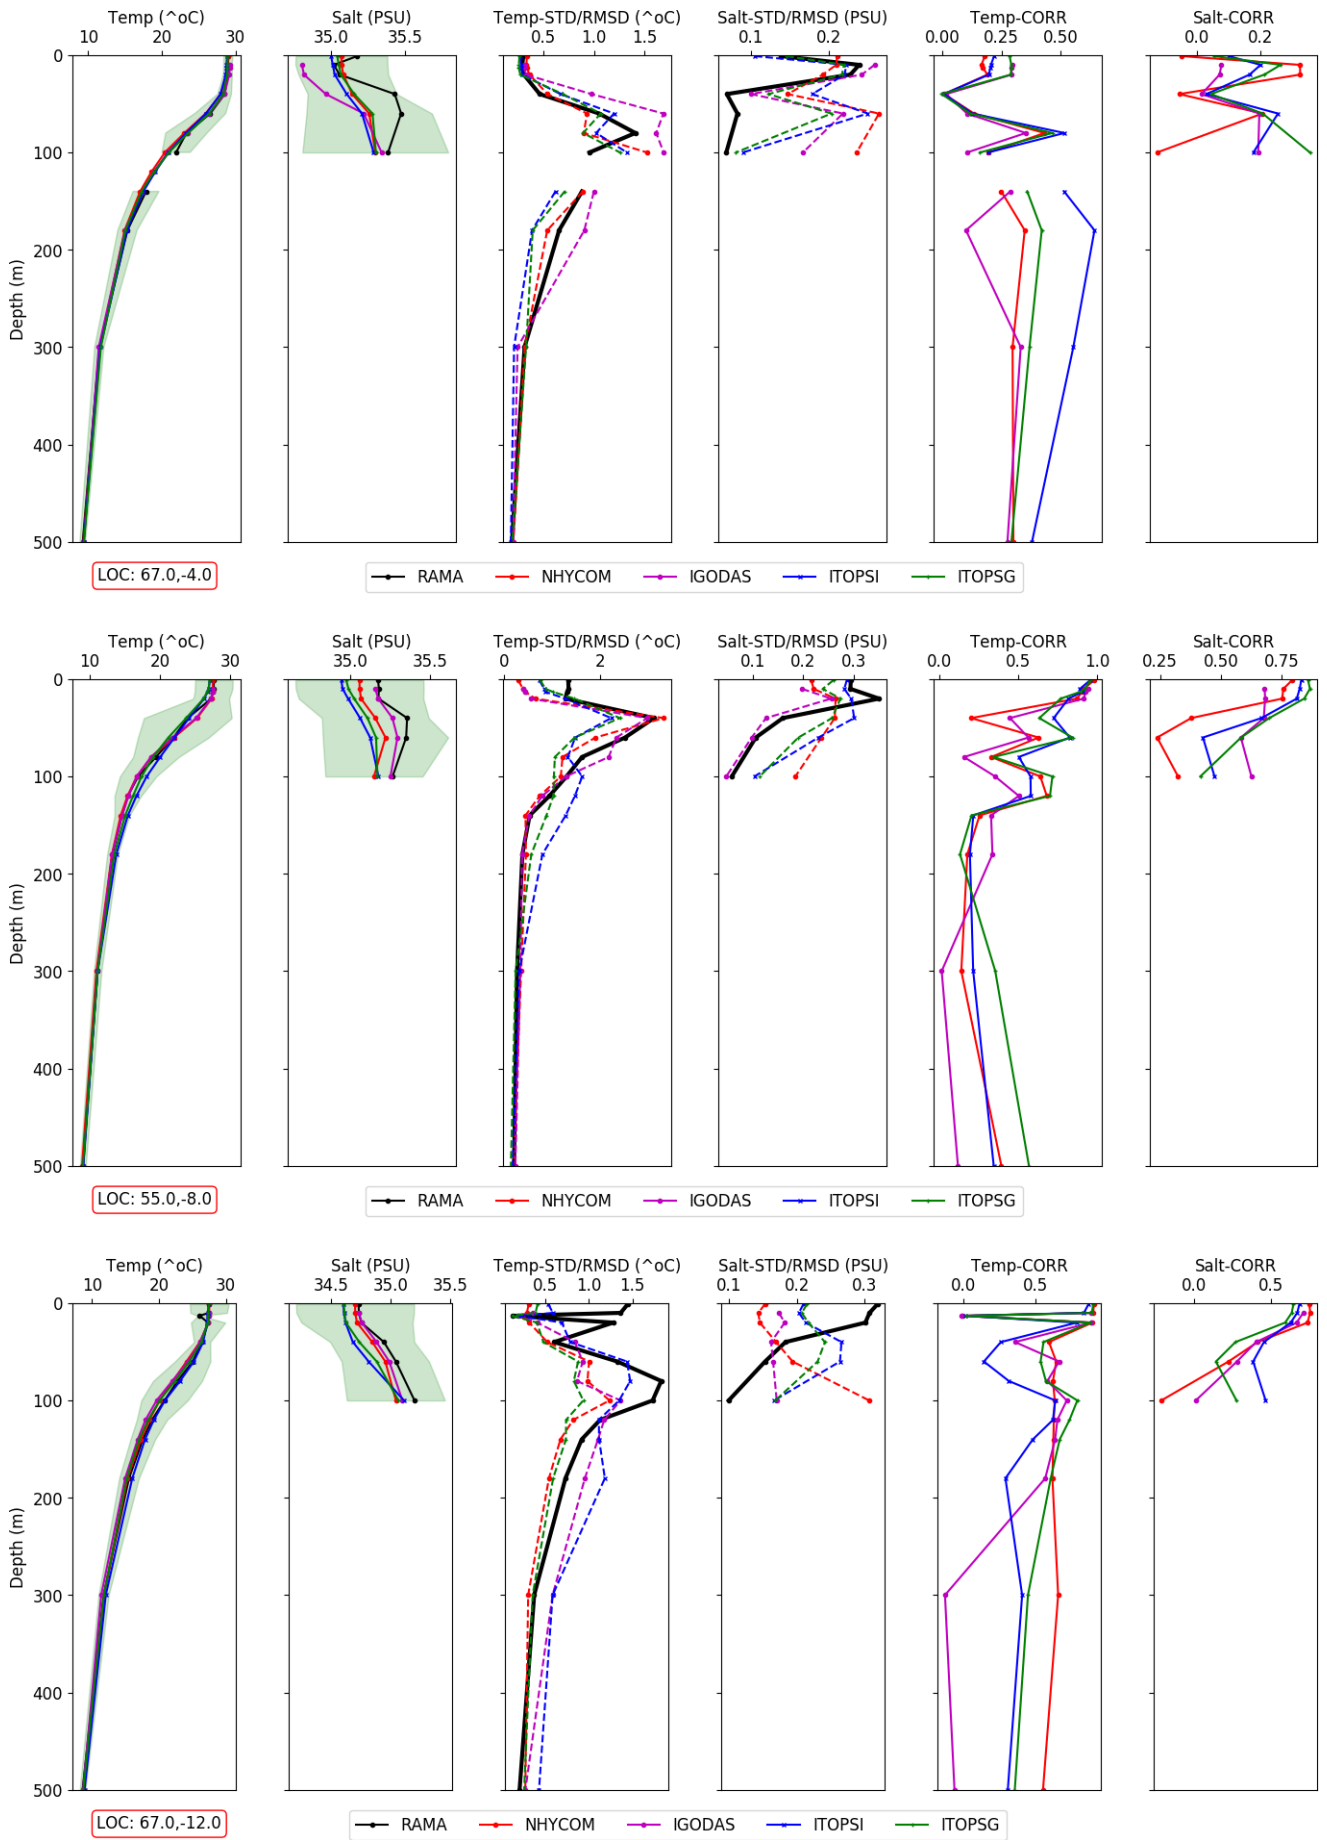 Temp (^oC) Salt (PSU) Temp-STD/RMSD (^oC) Salt-STD/RMSD (PSU) Temp-CORR Salt-CORR
10 20 30 35.0 35.5 0.5 1.0 1.5 0.1 0.2 0.00 0.25 0.50 0.0 0.2
0
100
200
Depth (m)
300
400
500
LOC: 67.0,-4.0 RAMA NHYCOM IGODAS ITOPSI ITOPSG
Temp (^oC) Salt (PSU) Temp-STD/RMSD (^oC) Salt-STD/RMSD (PSU) Temp-CORR Salt-CORR
10 20 30 35.0 35.5 0 2 0.1 0.2 0.3 0.0 0.5 1.0 0.25 0.50 0.75
0
100
200
Depth (m)
300
400
500
LOC: 55.0,-8.0 RAMA NHYCOM IGODAS ITOPSI ITOPSG
Temp (^oC) Salt (PSU) Temp-STD/RMSD (^oC) Salt-STD/RMSD (PSU) Temp-CORR Salt-CORR
10 20 30 34.5 35.0 35.5 0.5 1.0 1.5 0.1 0.2 0.3 0.0 0.5 0.0 0.5
0
100
200
Depth (m)
300
400
500
LOC: 67.0,-12.0 RAMA NHYCOM IGODAS ITOPSI ITOPSG